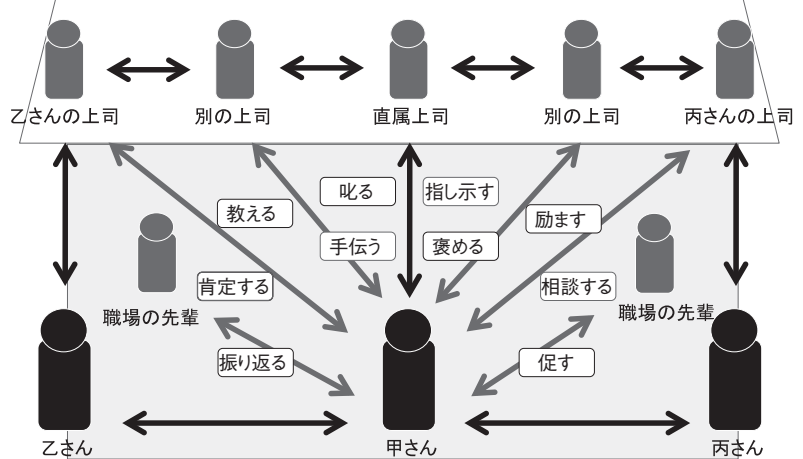 乙さんの上司
別の上司
直属上司
別の上司
丙さんの上司
叱る
指し示す
教える
励ます
手伝う
褒める
肯定する
相談する
職場の先輩
職場の先輩
振り返る
促す
乙さん
甲さん
丙さん